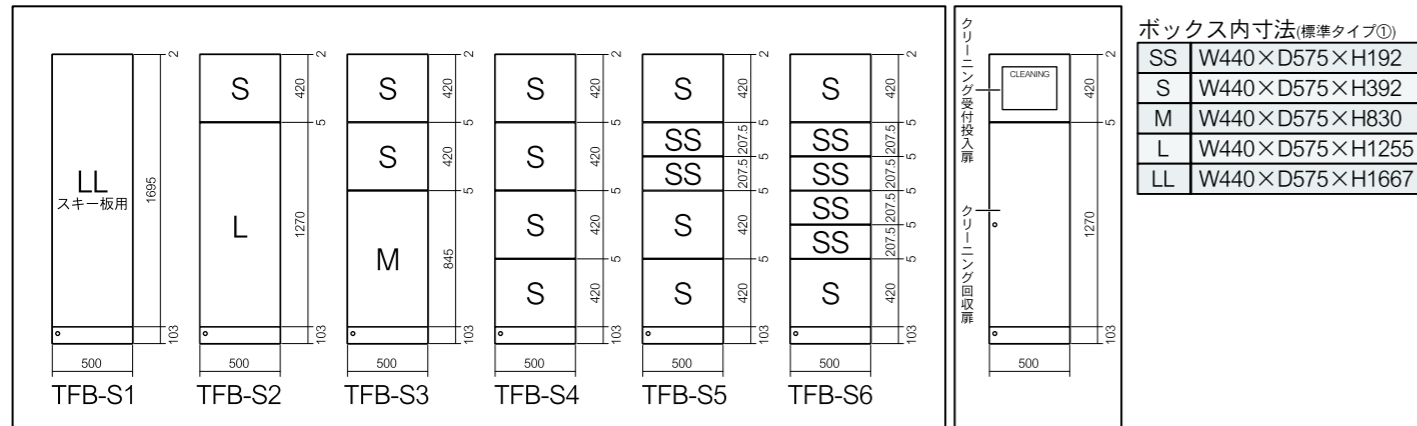 2
LL
スキー板用
1695
103
500
TFB-S1
2
S
420
5
L
1270
103
500
TFB-S2
2
S
420
5
S
420
5
M
845
103
500
TFB-S3
2
S
420
S
S
420
5
S
420
103
500
TFB-S4
2
S
420
5
SS
207.5
5
SS
207.5
5
S
420
5
S
420
103
500
TFB-S5
2
S
420
5
SS
207.5
5
SS
207.5
5
SS
207.5
5
SS
207.5
5
S
420
103
500
TFB-S6
クリーニング受付投入扉
クリーニング回収扉
CLEANING
2
420
5
1270
103
500
ボックス内寸法(標準タイプ①)
SS W440×D575×H192
S W440×D575×H392
M W440×D575×H830
L W440×D575×H1255
LL W440×D575×H1667